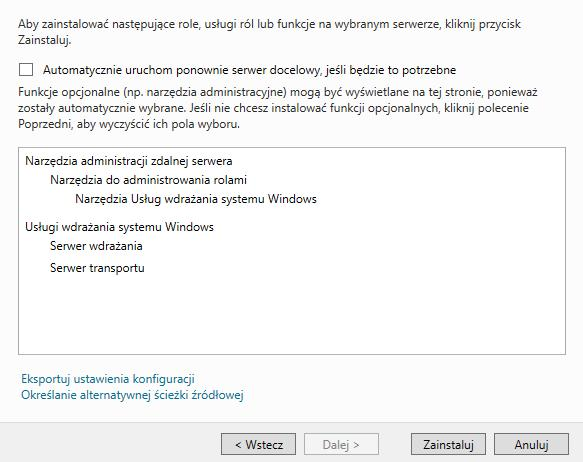 Aby zainstalować następujące role, usługi ról lub funkcje na wybranym serwerze, kliknij przycisk
Zainstaluj.
Automatycznie uruchom ponownie serwer docelowy, jeśli będzie to potrzebne
Funkcje opcjonalne (np. narzędzia administracyjne) mogą być wyświetlane na tej stronie, ponieważ
zostały automatycznie wybrane. Jeśli nie chcesz instalować funkcji opcjonalnych, kliknij polecenie
Poprzedni, aby wyczyścić ich pola wyboru.
Narzędzia administracji zdalnej serwera
Narzędzia do administrowania rolami
Narzędzia Usług wdrażania systemu Windows
Usługi wdrażania systemu Windows
Serwer wdrażania
Serwer transportu
Eksportuj ustawienia konfiguracji
Określanie alternatywnej ścieżki źródłowej
< Wstecz
Dalej >
Zainstaluj
Anuluj